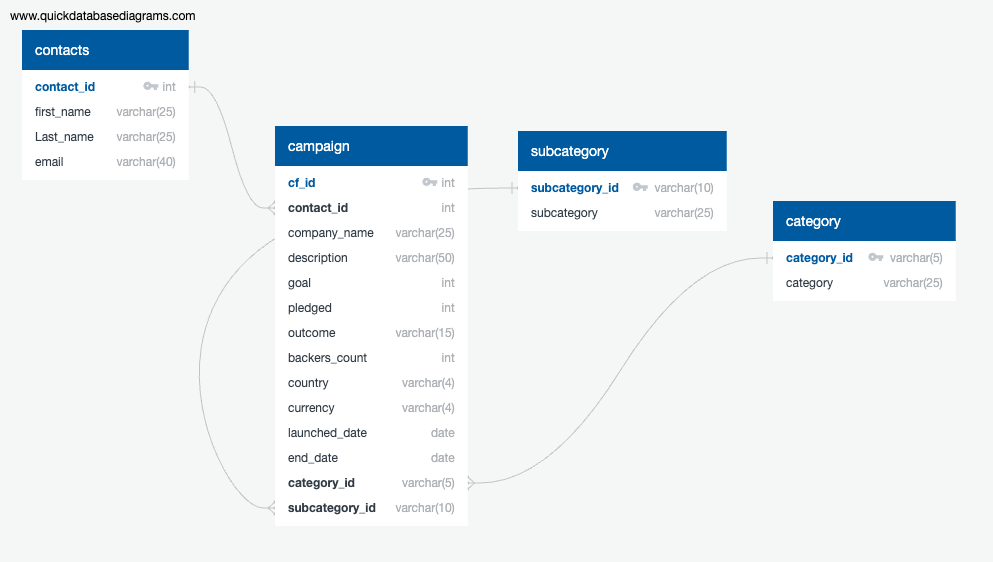 www.quickdatabasediagrams.com
contacts
contact_id int
first_name varchar(25)
Last_name varchar(25)
email varchar(40)
campaign
cf_id int
contact_id int
company_name varchar(25)
description varchar(50)
goal int
pledged int
outcome varchar(15)
backers_count int
country varchar(4)
currency varchar(4)
launched_date date
end_date date
category_id varchar(5)
subcategory_id varchar(10)
subcategory
subcategory_id varchar(10)
subcategory varchar(25)
category
category_id varchar(5)
category varchar(25)